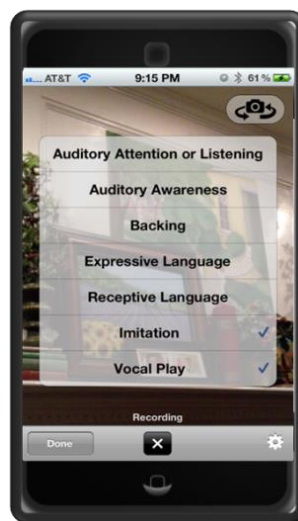 AT&T 9:15 PM 61%
Auditory Attention or Listening
Auditory Awareness
Backing
Expressive Language
Receptive Language
Imitation
Vocal Play
Recording
Done